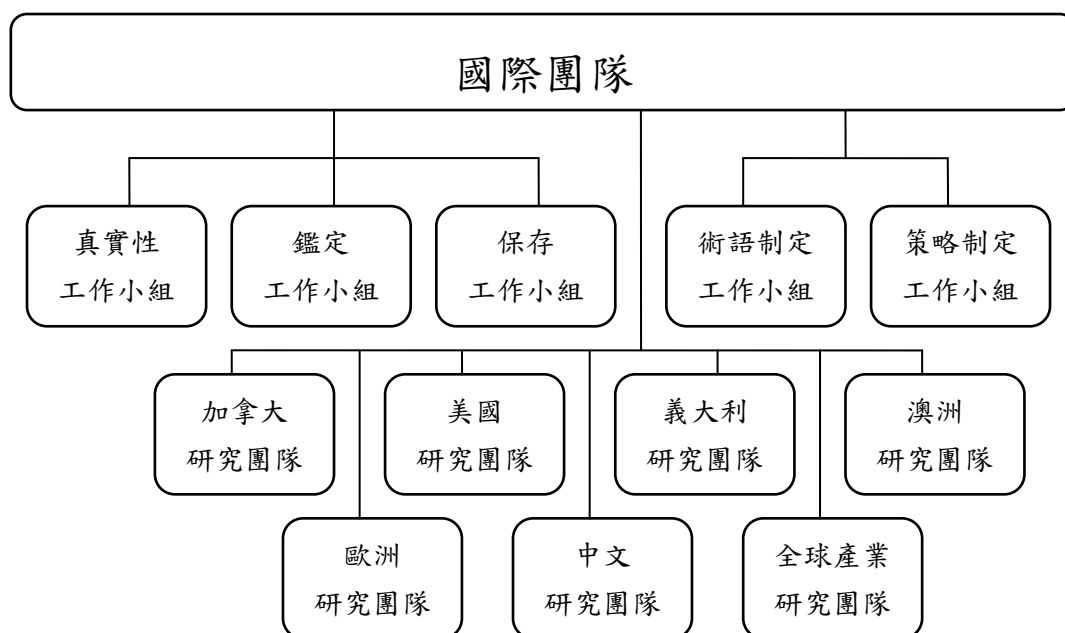 國際團隊
真實性
工作小組
鑑定
工作小組
保存
工作小組
術語制定
工作小組
策略制定
工作小組
加拿大
研究團隊
美國
研究團隊
義大利
研究團隊
澳洲
研究團隊
歐洲
研究團隊
中文
研究團隊
全球產業
研究團隊